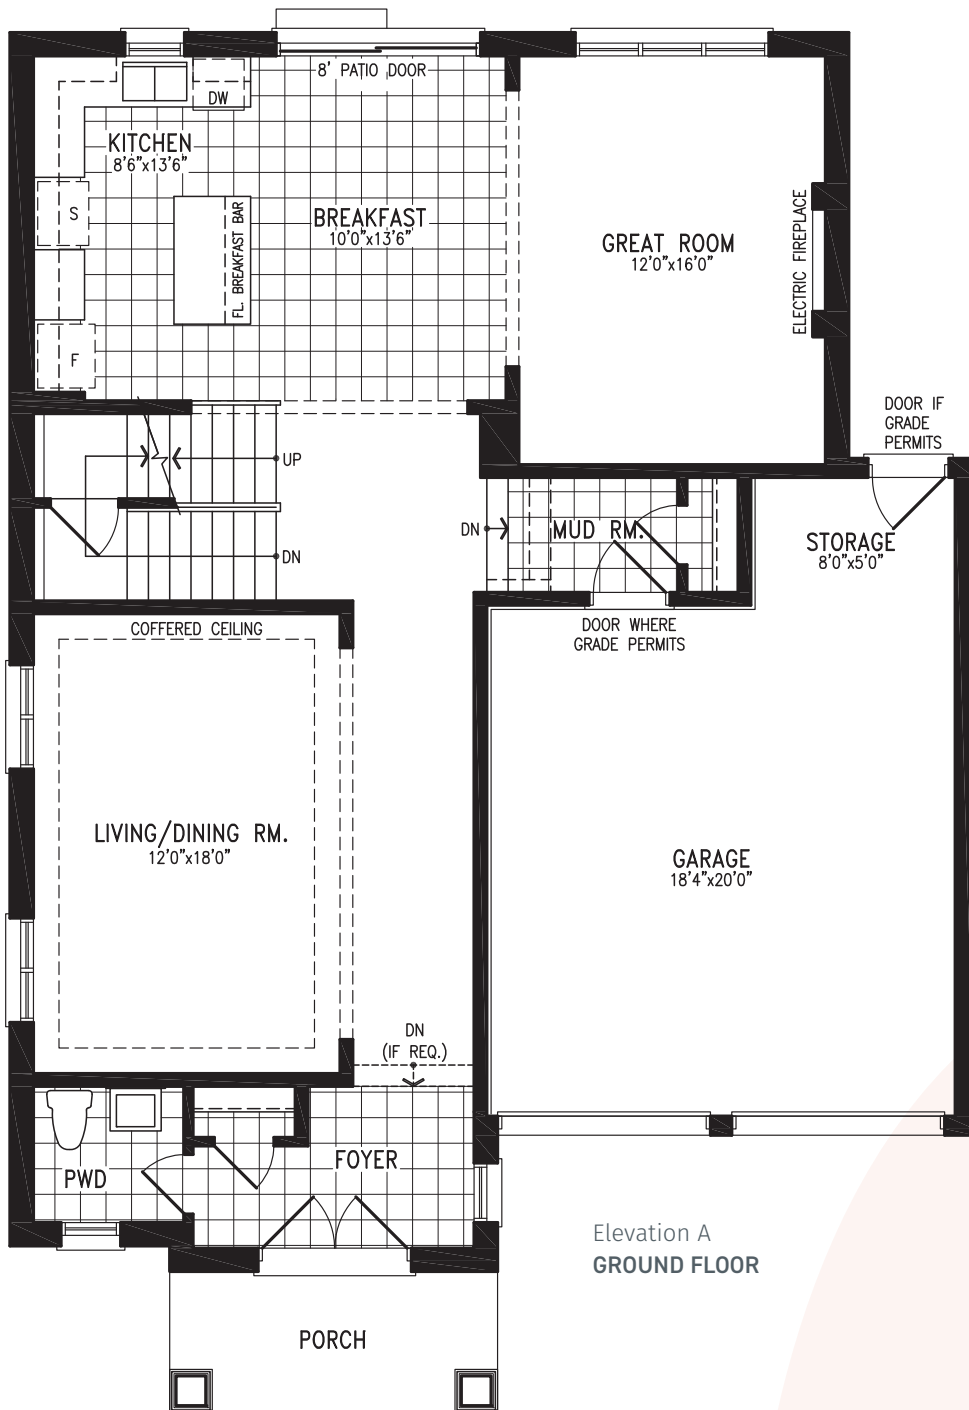 8' PATIO DOOR
DW
KITCHEN
8'6"x13'6"
S
FL. BREAKFAST BAR
BREAKFAST
10'0"x13'6"
GREAT ROOM
12'0"x16'0"
ELECTRIC FIREPLACE
F
DOOR IF
GRADE
PERMITS
UP
DN
DN
MUD RM.
STORAGE
8'0"x5'0"
COFFERED CEILING
DOOR WHERE
GRADE PERMITS
LIVING/DINING RM.
12'0"x18'0"
GARAGE
18'4"x20'0"
DN
(IF REQ.)
PWD
FOYER
Elevation A
GROUND FLOOR
PORCH